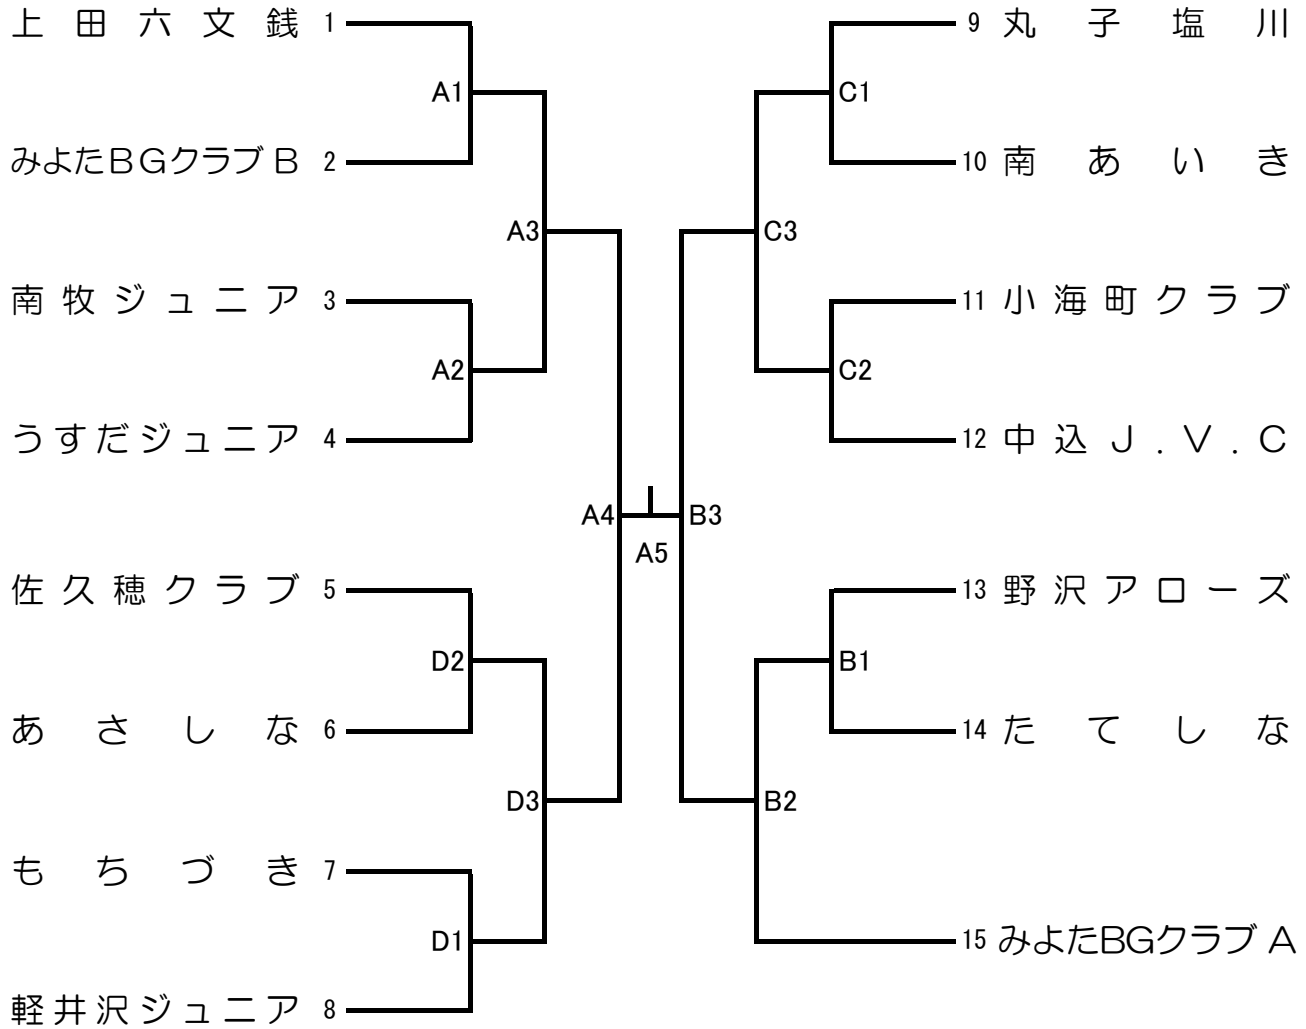 上田六文銭 1
A1
みよたBGクラブB 2
A3
南牧ジュニア 3
A2
うすだジュニア 4
A4
佐久穂クラブ 5
D2
あさしな 6
D3
もちづき 7
D1
軽井沢ジュニア 8
A5
9 丸子塩川
C1
10 南あいき
C3
11 小海町クラブ
C2
12 中込J.V.C
B3
13 野沢アローズ
B1
14 たてしな
B2
15 みよたBGクラブA